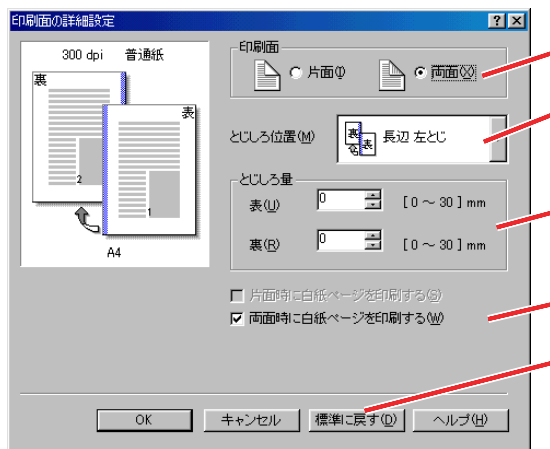 印刷面の詳細設定
300 dpi 普通紙
裏
表
2
1
A4
印刷面
片面(I)
両面(X)
とじしろ位置(M)
裏
表
長辺 左とじ
とじしろ量
表(U) 0 [ 0 ～ 30 ] mm
裏(R) 0 [ 0 ～ 30 ] mm
片面時に白紙ページを印刷する(S)
両面時に白紙ページを印刷する(W)
OK キャンセル 標準に戻す(D) ヘルプ(H)